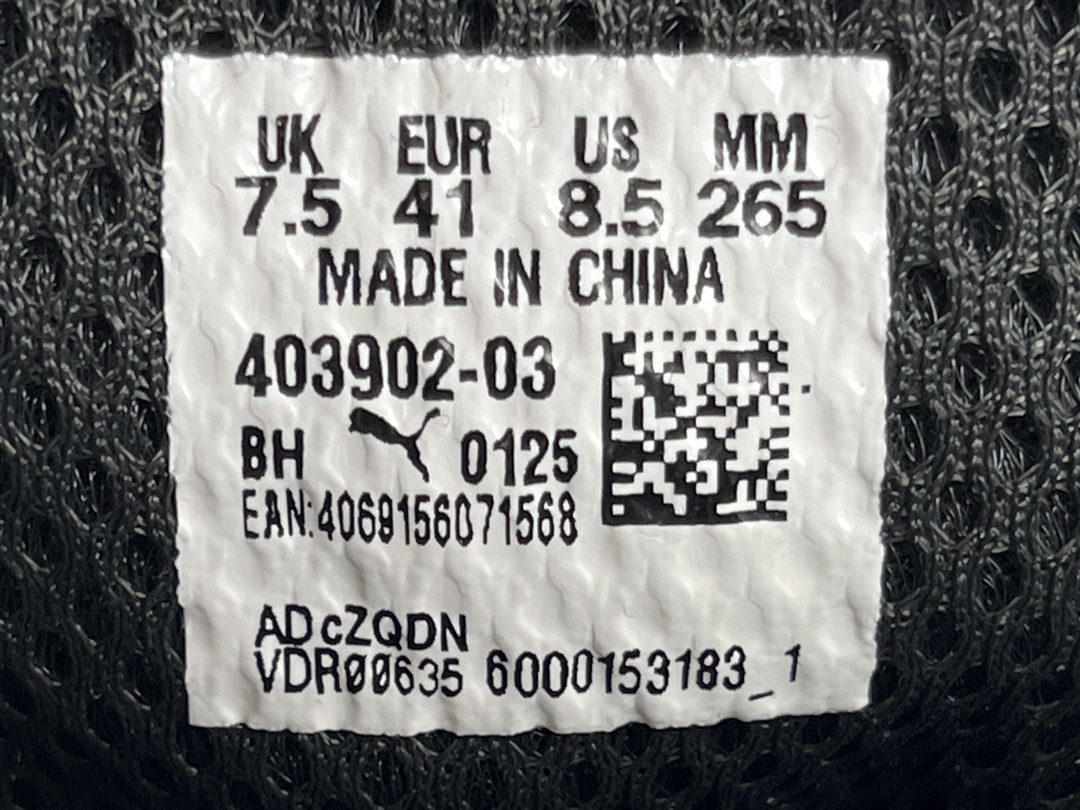 UK EUR US MM
7.5 41 8.5 265
MADE IN CHINA
403902-03
BH 0125
EAN:4069156071568
ADcZQDN
VDR00635 6000153183_1